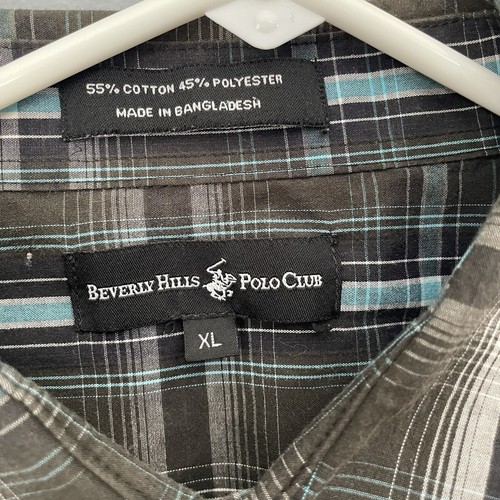 55% COTTON 45% POLYESTER
MADE IN BANGLADESH
BEVERLY HILLS POLO CLUB
XL